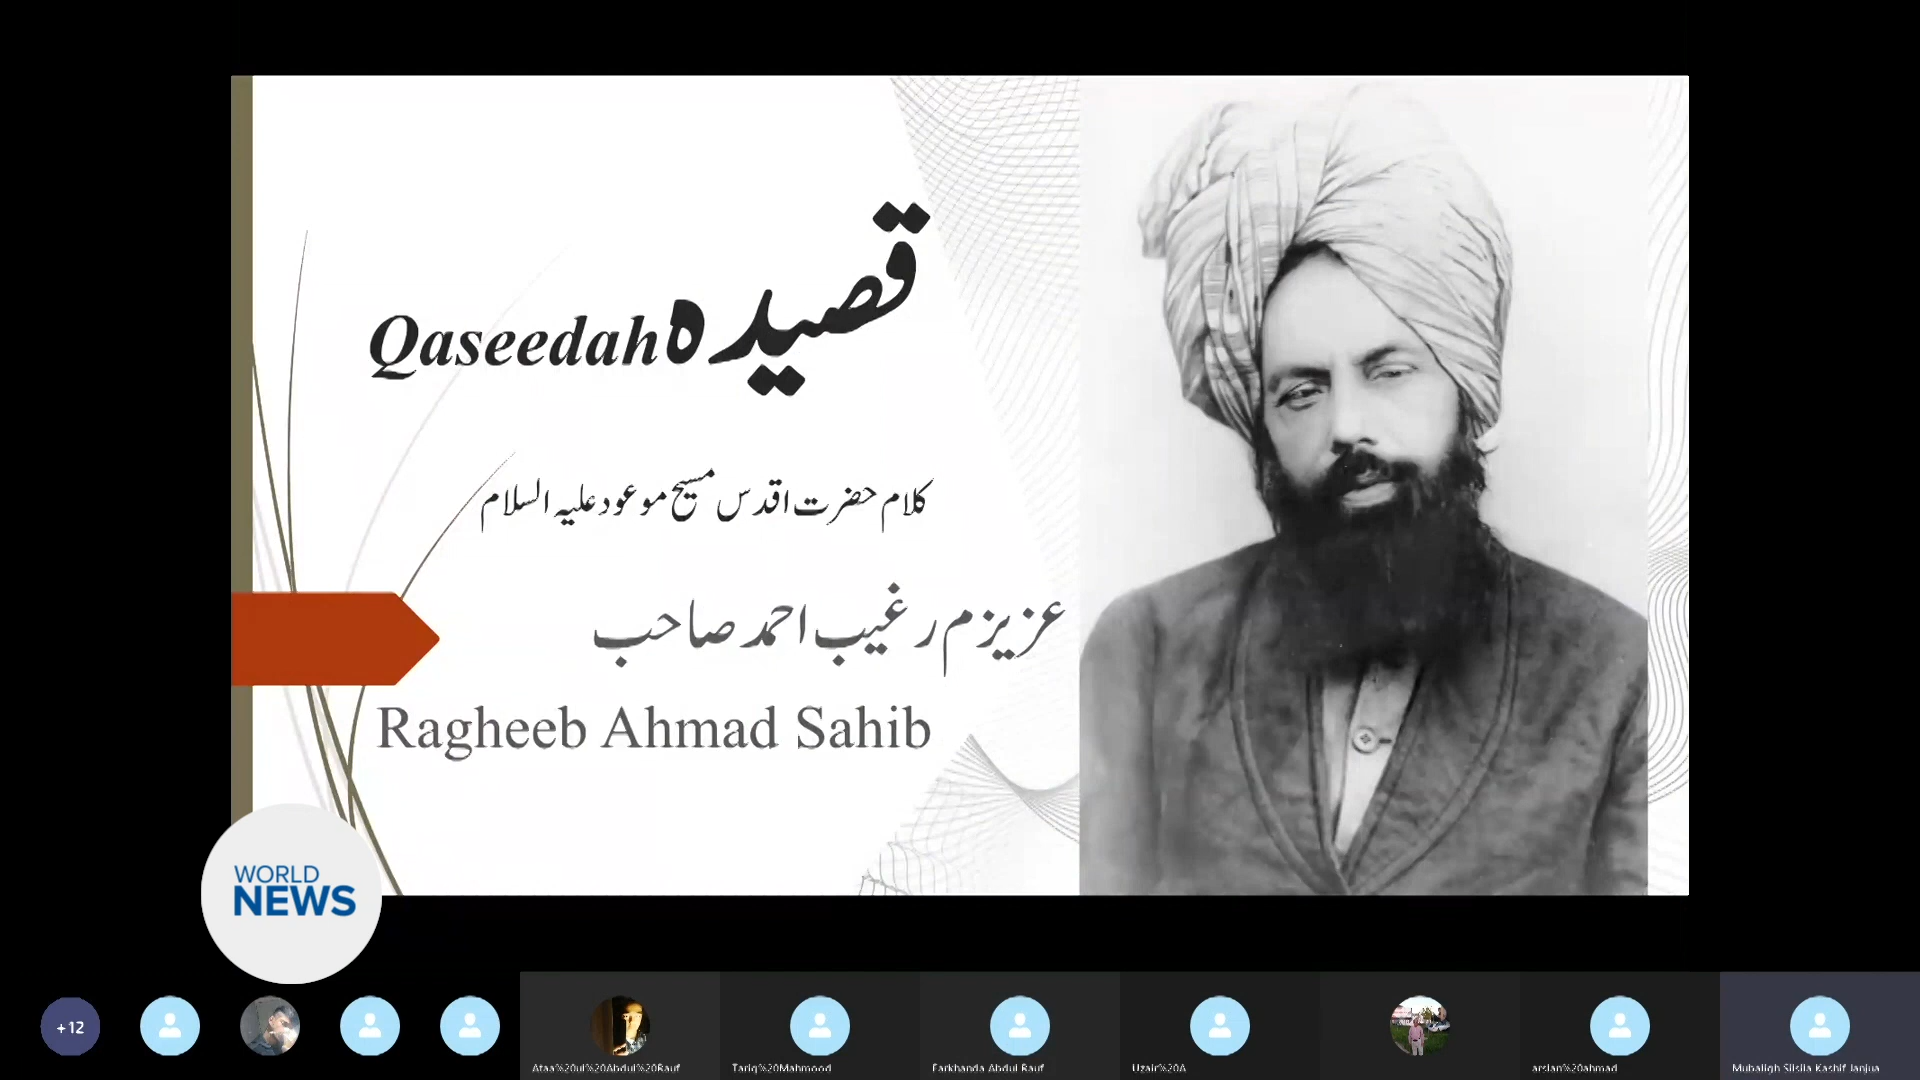 قصیدہ Qaseedah
کلام حضرت اقدس مسیح موعود علیہ السلام
عزیزم رغیب احمد صاحب
Ragheeb Ahmad Sahib
WORLD
NEWS
+12
Ataa%20ul%20Abdul%20Rauf
Tariq%20Mahmood
Farkhanda Abdul Rauf
Uzair%20A
arslan%20ahmad
Mubaligh Silsila Kashif Janjua